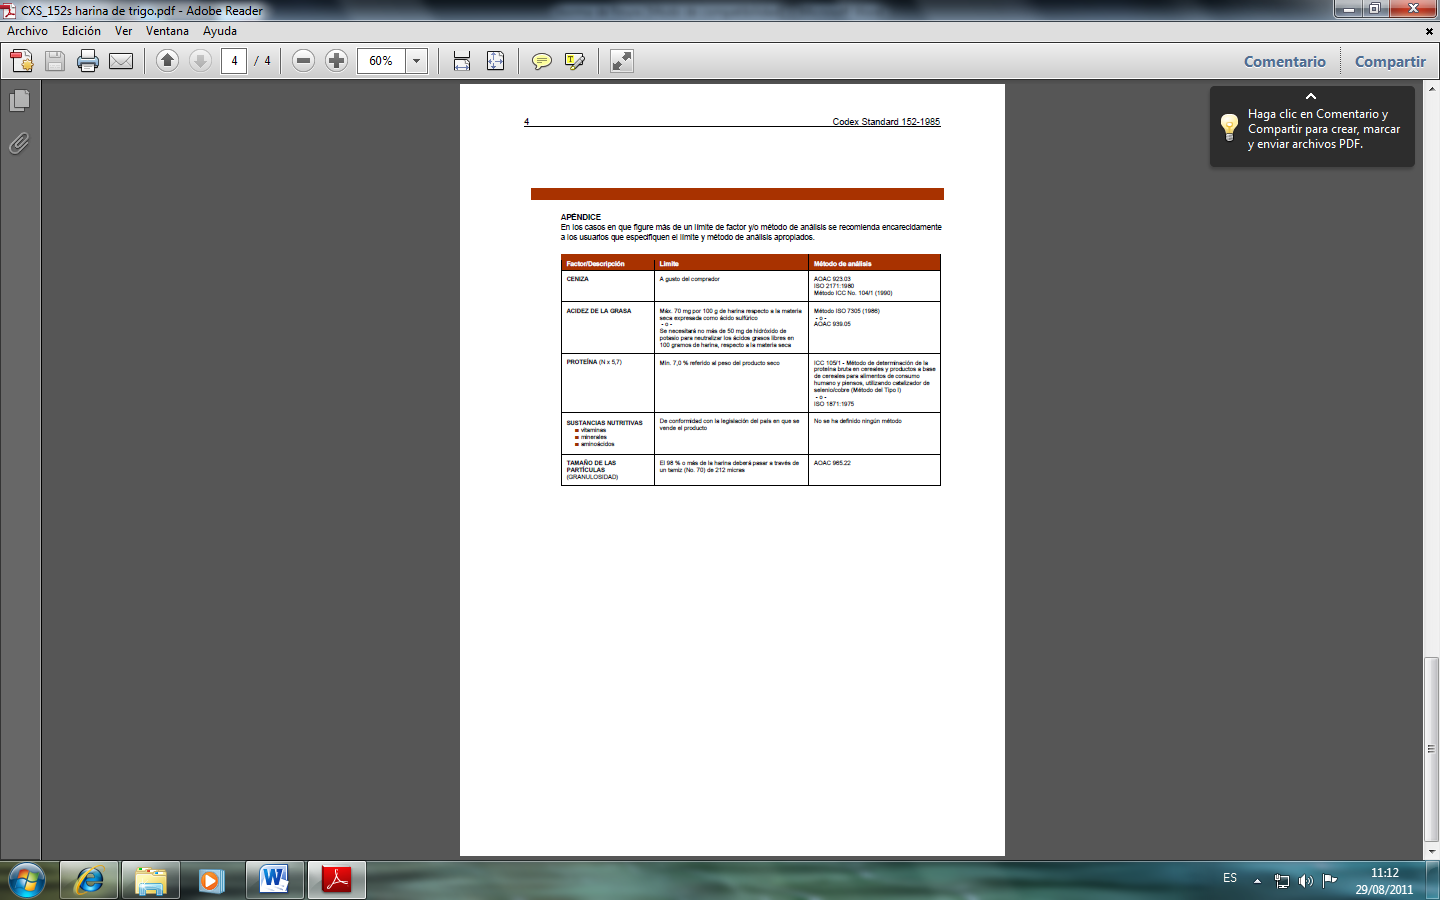 CXS_152s harina de trigo.pdf - Adobe Reader
Archivo Edición Ver Ventana Ayuda
4 / 4 60% Comentario Compartir
Haga clic en Comentario y
Compartir para crear, marcar
y enviar archivos PDF.
4 Codex Standard 152-1985
APÉNDICE
En los casos en que figure más de un límite de factor y/o método de análisis se recomienda encarecidamente
a los usuarios que especifiquen el límite y método de análisis apropiados.
Factor/Descripción Límite Método de análisis
CENIZA A gusto del comprador AOAC 923.03
ISO 2171:1980
Método ICC No. 104/1 (1990)
ACIDEZ DE LA GRASA Máx. 70 mg por 100 g de harina respecto a la materia Método ISO 7305 (1986)
seca expresada como ácido sulfúrico - o -
- o - AOAC 939.05
Se necesitará no más de 50 mg de hidróxido de
potasio para neutralizar los ácidos grasos libres en
100 gramos de harina, respecto a la materia seca
PROTEÍNA (N x 5,7) Mín. 7,0 % referido al peso del producto seco ICC 105/1 - Método de determinación de la
proteína bruta en cereales y productos a base
de cereales para alimentos de consumo
humano y piensos, utilizando catalizador de
selenio/cobre (Método del Tipo I)
- o -
ISO 1871:1975
SUSTANCIAS NUTRITIVAS De conformidad con la legislación del país en que se No se ha definido ningún método
vitaminas vende el producto
minerales
aminoácidos
TAMAÑO DE LAS El 98 % o más de la harina deberá pasar a través de AOAC 965.22
PARTÍCULAS un tamiz (No. 70) de 212 micras
(GRANULOSIDAD)
ES 11:12
29/08/2011